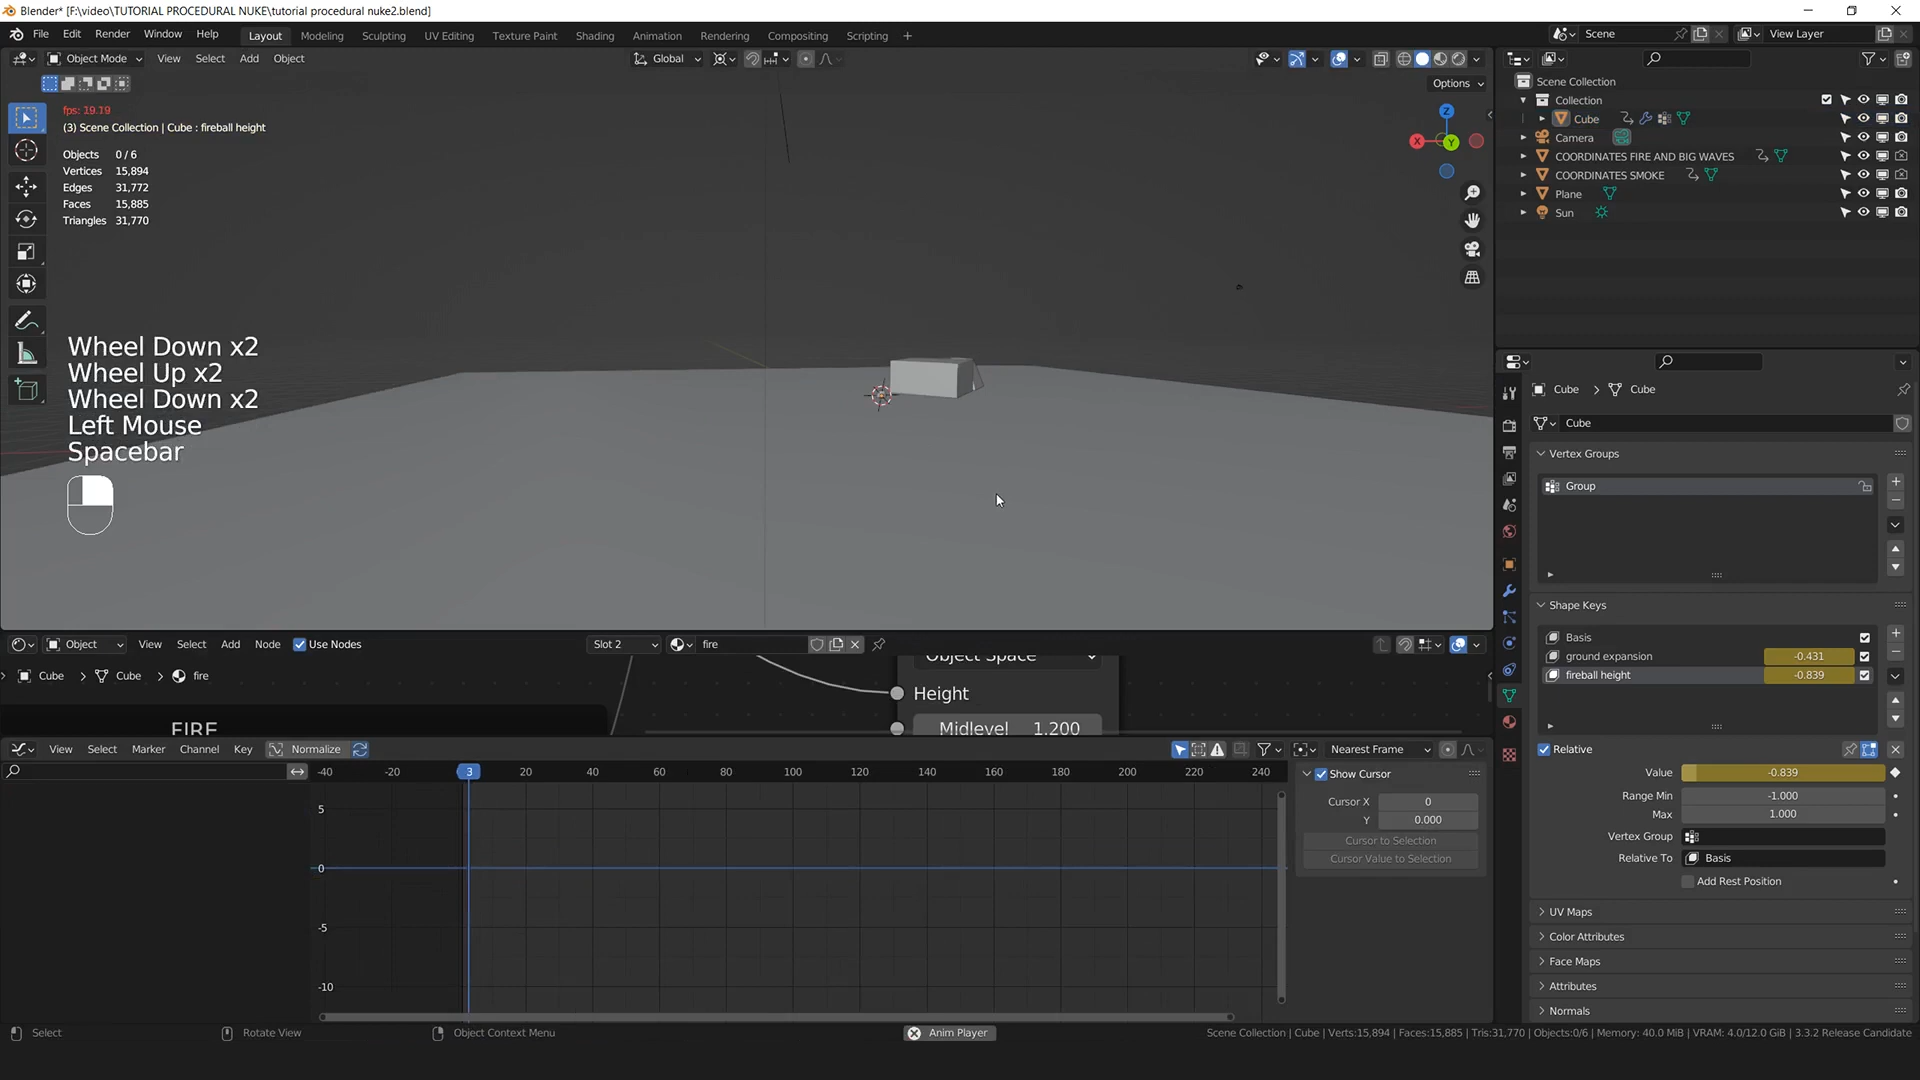 Blender* [F:\video\TUTORIAL PROCEDURAL NUKE\tutorial procedural nuke2.blend]
File Edit Render Window Help Layout Modeling Sculpting UV Editing Texture Paint Shading Animation Rendering Compositing Scripting + Scene View Layer
Object Mode View Select Add Object Global
Options
fps: 19.19
(3) Scene Collection | Cube : fireball height
Objects 0/6
Vertices 15,894
Edges 31,772
Faces 15,885
Triangles 31,770
Z
X
Y
Wheel Down x2
Wheel Up x2
Wheel Down x2
Left Mouse
Spacebar
Scene Collection
Collection
Cube
Camera
COORDINATES FIRE AND BIG WAVES
COORDINATES SMOKE
Plane
Sun
Cube > Cube
Cube
Vertex Groups
Group
Shape Keys
Basis
ground expansion -0.431
fireball height -0.839
Relative
Value -0.839
Range Min -1.000
Max 1.000
Vertex Group
Relative To Basis
Add Rest Position
UV Maps
Color Attributes
Face Maps
Attributes
Normals
Object View Select Add Node Use Nodes Slot 2 fire
Cube > Cube > fire
Object Space
Height
Midlevel 1.200
FIRE
View Select Marker Channel Key Normalize Nearest Frame
-40 -20 3 20 40 60 80 100 120 140 160 180 200 220 240
5
0
-5
-10
Show Cursor
Cursor X 0
Y 0.000
Cursor to Selection
Cursor Value to Selection
Select Rotate View Object Context Menu Anim Player Scene Collection | Cube | Verts:15,894 | Faces:15,885 | Tris:31,770 | Objects:0/6 | Memory: 40.0 MiB | VRAM: 4.0/12.0 GiB | 3.3.2 Release Candidate